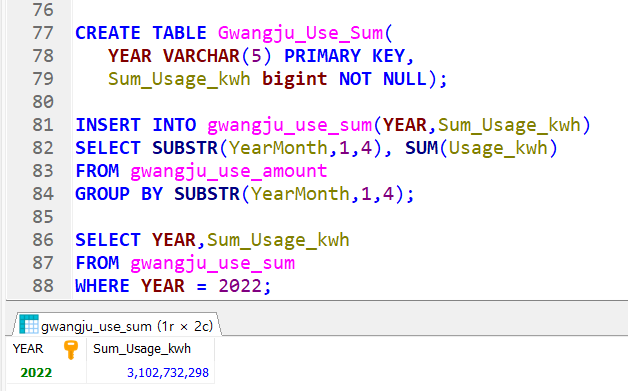 76
77 CREATE TABLE Gwangju_Use_Sum(
78 YEAR VARCHAR(5) PRIMARY KEY,
79 Sum_Usage_kwh bigint NOT NULL);
80
81 INSERT INTO gwangju_use_sum(YEAR,Sum_Usage_kwh)
82 SELECT SUBSTR(YearMonth,1,4), SUM(Usage_kwh)
83 FROM gwangju_use_amount
84 GROUP BY SUBSTR(YearMonth,1,4);
85
86 SELECT YEAR,Sum_Usage_kwh
87 FROM gwangju_use_sum
88 WHERE YEAR = 2022;
gwangju_use_sum (1r × 2c)
YEAR Sum_Usage_kwh
2022 3,102,732,298